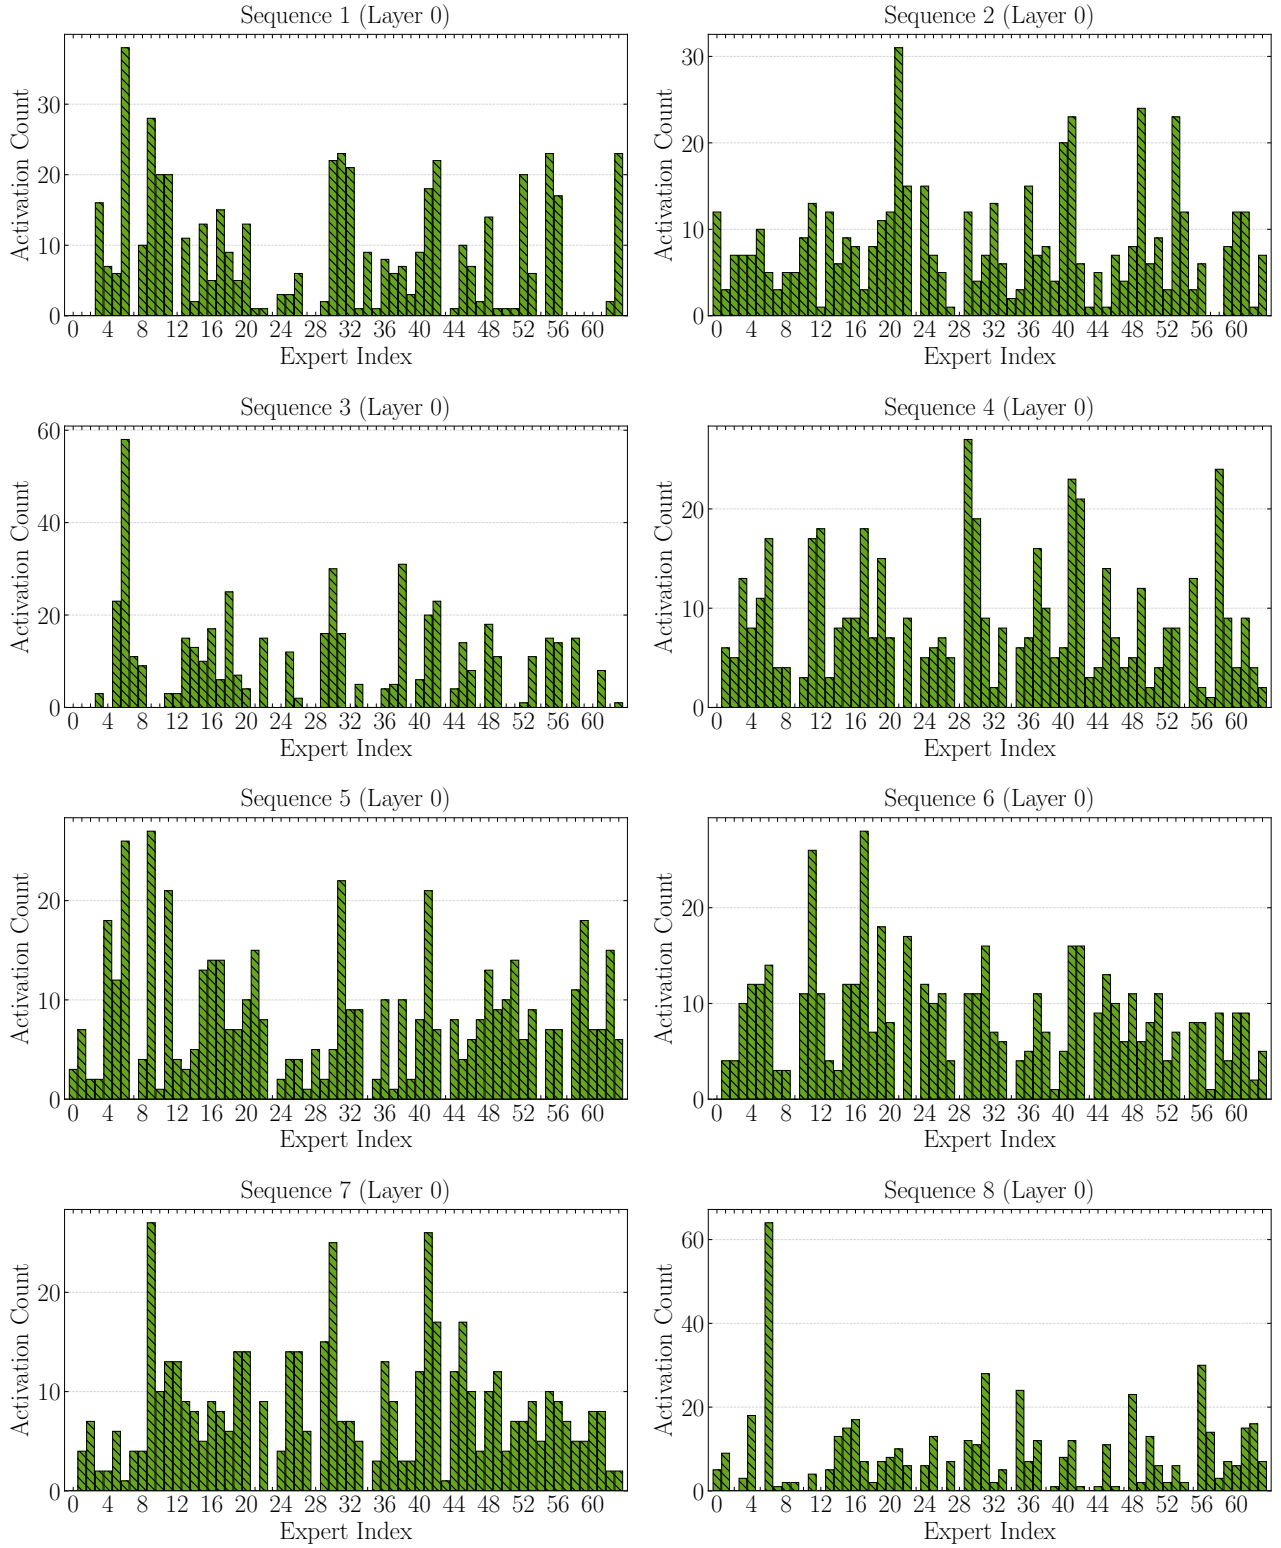 Sequence 1 (Layer 0)
Activation Count
30
20
10
0
0 4 8 12 16 20 24 28 32 36 40 44 48 52 56 60
Expert Index
Sequence 2 (Layer 0)
Activation Count
30
20
10
0
0 4 8 12 16 20 24 28 32 36 40 44 48 52 56 60
Expert Index
Sequence 3 (Layer 0)
Activation Count
60
40
20
0
0 4 8 12 16 20 24 28 32 36 40 44 48 52 56 60
Expert Index
Sequence 4 (Layer 0)
Activation Count
20
10
0
0 4 8 12 16 20 24 28 32 36 40 44 48 52 56 60
Expert Index
Sequence 5 (Layer 0)
Activation Count
20
10
0
0 4 8 12 16 20 24 28 32 36 40 44 48 52 56 60
Expert Index
Sequence 6 (Layer 0)
Activation Count
20
10
0
0 4 8 12 16 20 24 28 32 36 40 44 48 52 56 60
Expert Index
Sequence 7 (Layer 0)
Activation Count
20
10
0
0 4 8 12 16 20 24 28 32 36 40 44 48 52 56 60
Expert Index
Sequence 8 (Layer 0)
Activation Count
60
40
20
0
0 4 8 12 16 20 24 28 32 36 40 44 48 52 56 60
Expert Index